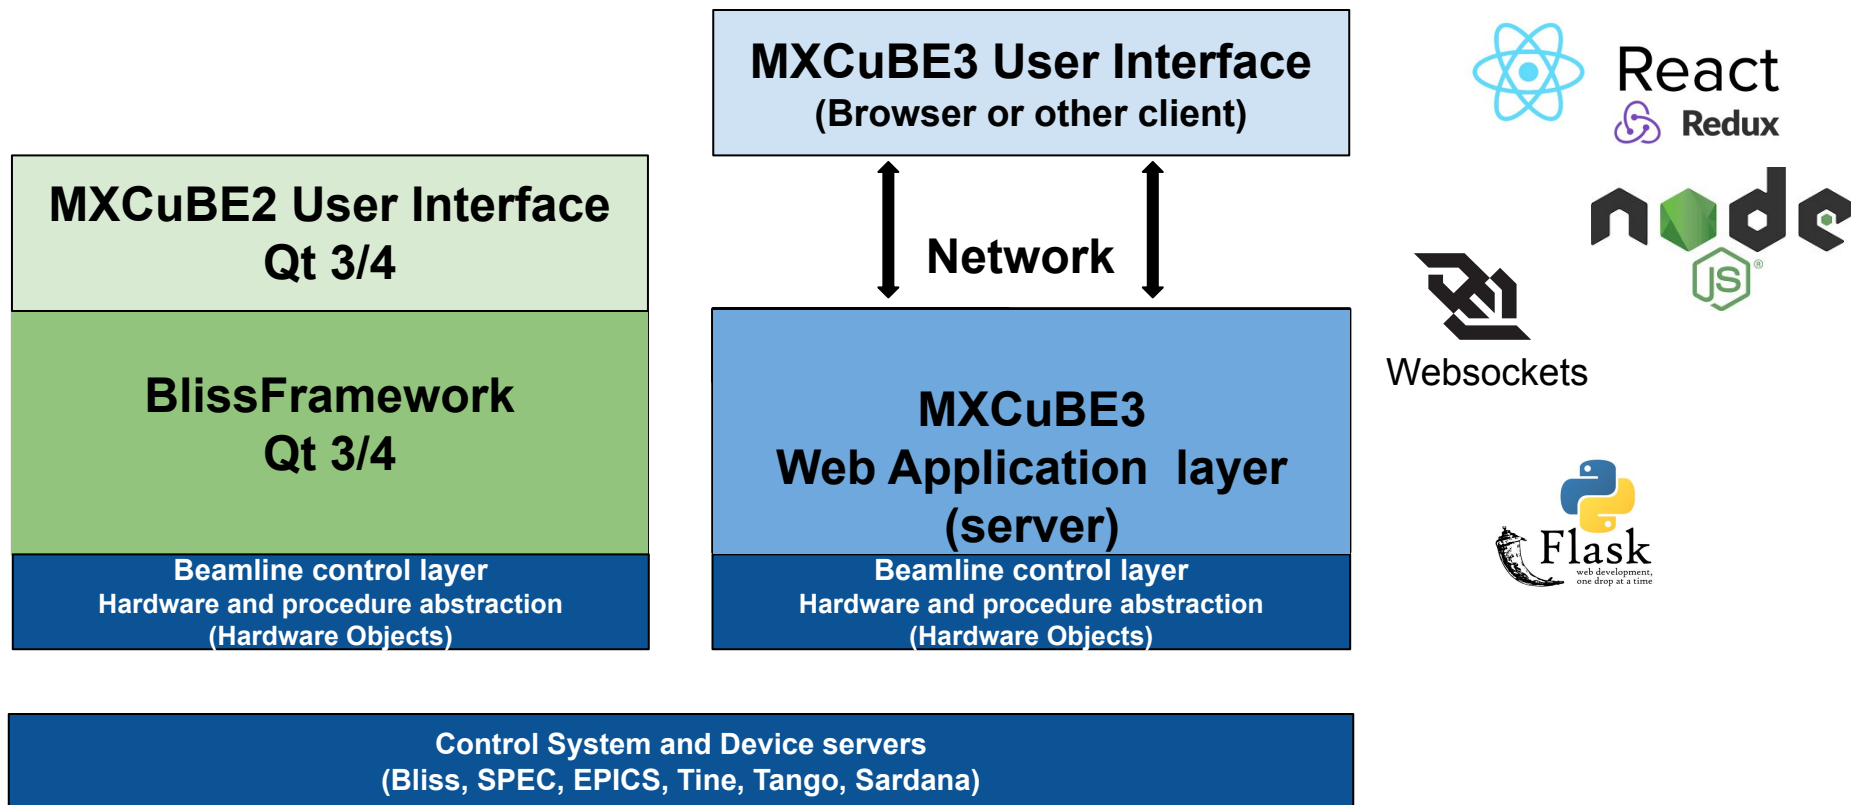 MXCuBE2 User Interface
Qt 3/4
BlissFramework
Qt 3/4
Beamline control layer
Hardware and procedure abstraction
(Hardware Objects)
MXCuBE3 User Interface
(Browser or other client)
Network
MXCuBE3
Web Application layer
(server)
Beamline control layer
Hardware and procedure abstraction
(Hardware Objects)
Control System and Device servers
(Bliss, SPEC, EPICS, Tine, Tango, Sardana)
React
Redux
node
JS®
Websockets
Flask
web development,
one drop at a time